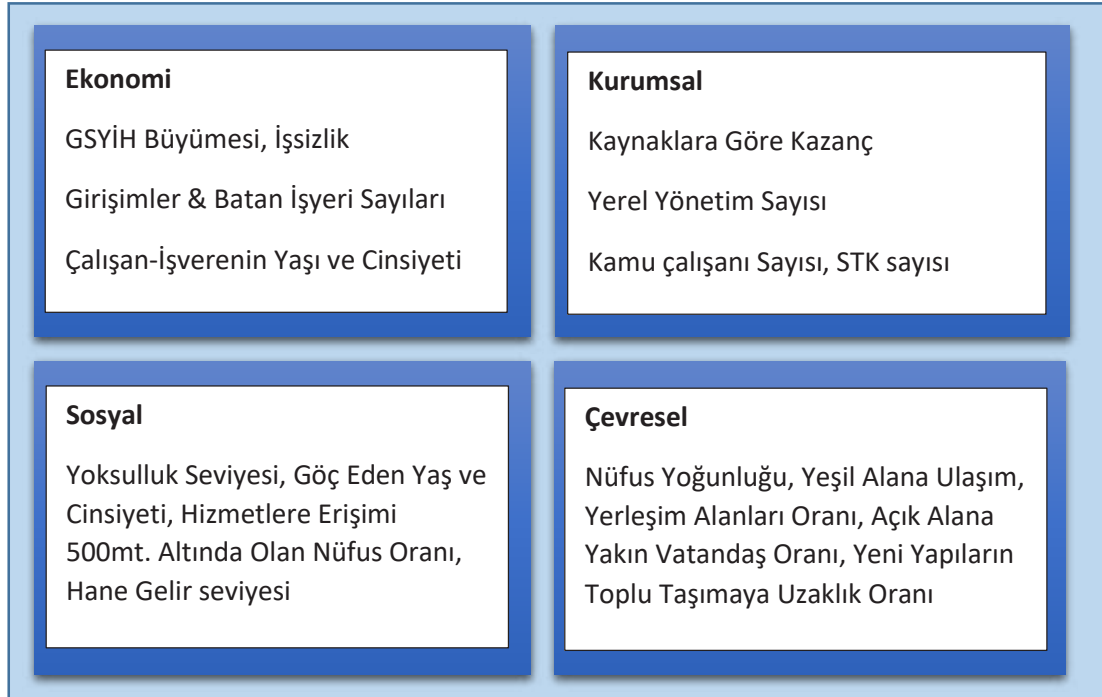 Ekonomi
GSYİH Büyümesi, İşsizlik
Girişimler & Batan İşyeri Sayıları
Çalışan-İşverenin Yaşı ve Cinsiyeti
Kurumsal
Kaynaklara Göre Kazanç
Yerel Yönetim Sayısı
Kamu çalışanı Sayısı, STK sayısı
Sosyal
Yoksulluk Seviyesi, Göç Eden Yaş ve
Cinsiyeti, Hizmetlere Erişimi
500mt. Altında Olan Nüfus Oranı,
Hane Gelir seviyesi
Çevresel
Nüfus Yoğunluğu, Yeşil Alana Ulaşım,
Yerleşim Alanları Oranı, Açık Alana
Yakın Vatandaş Oranı, Yeni Yapıların
Toplu Taşımaya Uzaklık Oranı